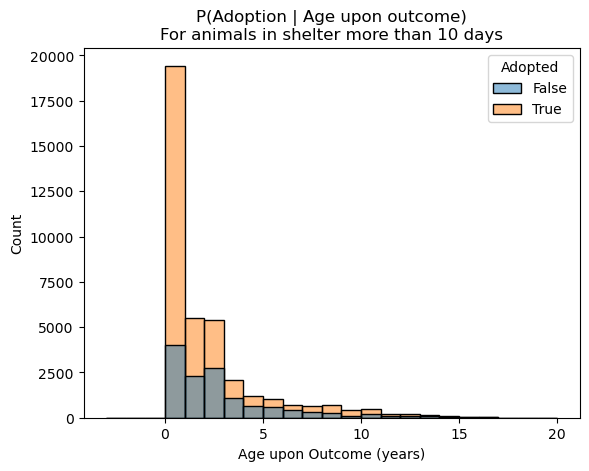 P(Adoption | Age upon outcome)
For animals in shelter more than 10 days
Adopted
False
True
20000
17500
15000
12500
10000
7500
5000
2500
0
Count
0 5 10 15 20
Age upon Outcome (years)